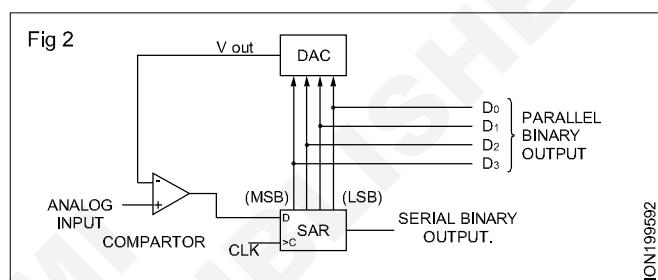 Fig 2
V out
DAC
D0
D1
D2
D3
PARALLEL
BINARY
OUTPUT
-
+
ANALOG
INPUT
COMPARTOR
(MSB)
(LSB)
D
SAR
>C
CLK
SERIAL BINARY
OUTPUT.